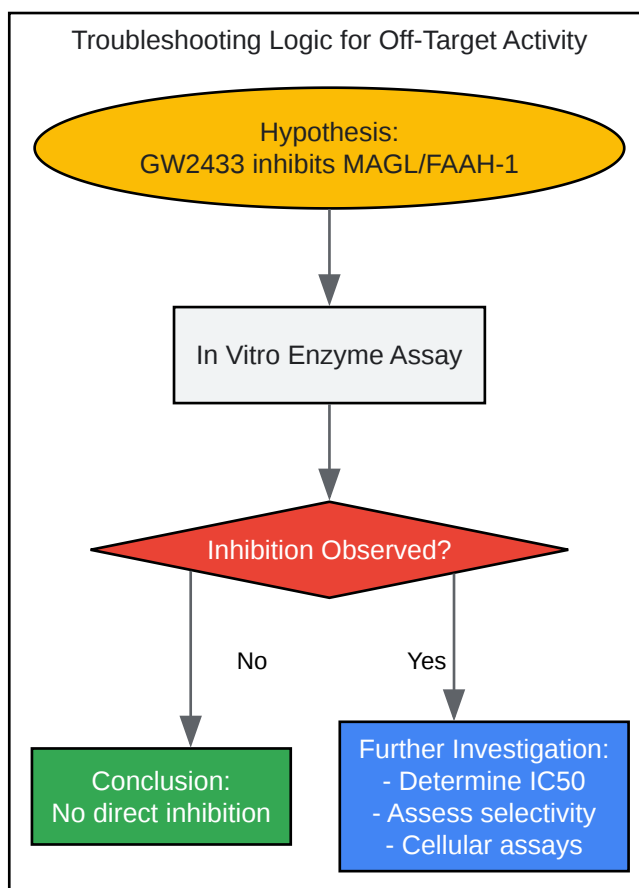 Troubleshooting Logic for Off-Target Activity
Hypothesis:
GW2433 inhibits MAGL/FAAH-1
In Vitro Enzyme Assay
Inhibition Observed?
No
Yes
Conclusion:
No direct inhibition
Further Investigation:
- Determine IC50
- Assess selectivity
- Cellular assays